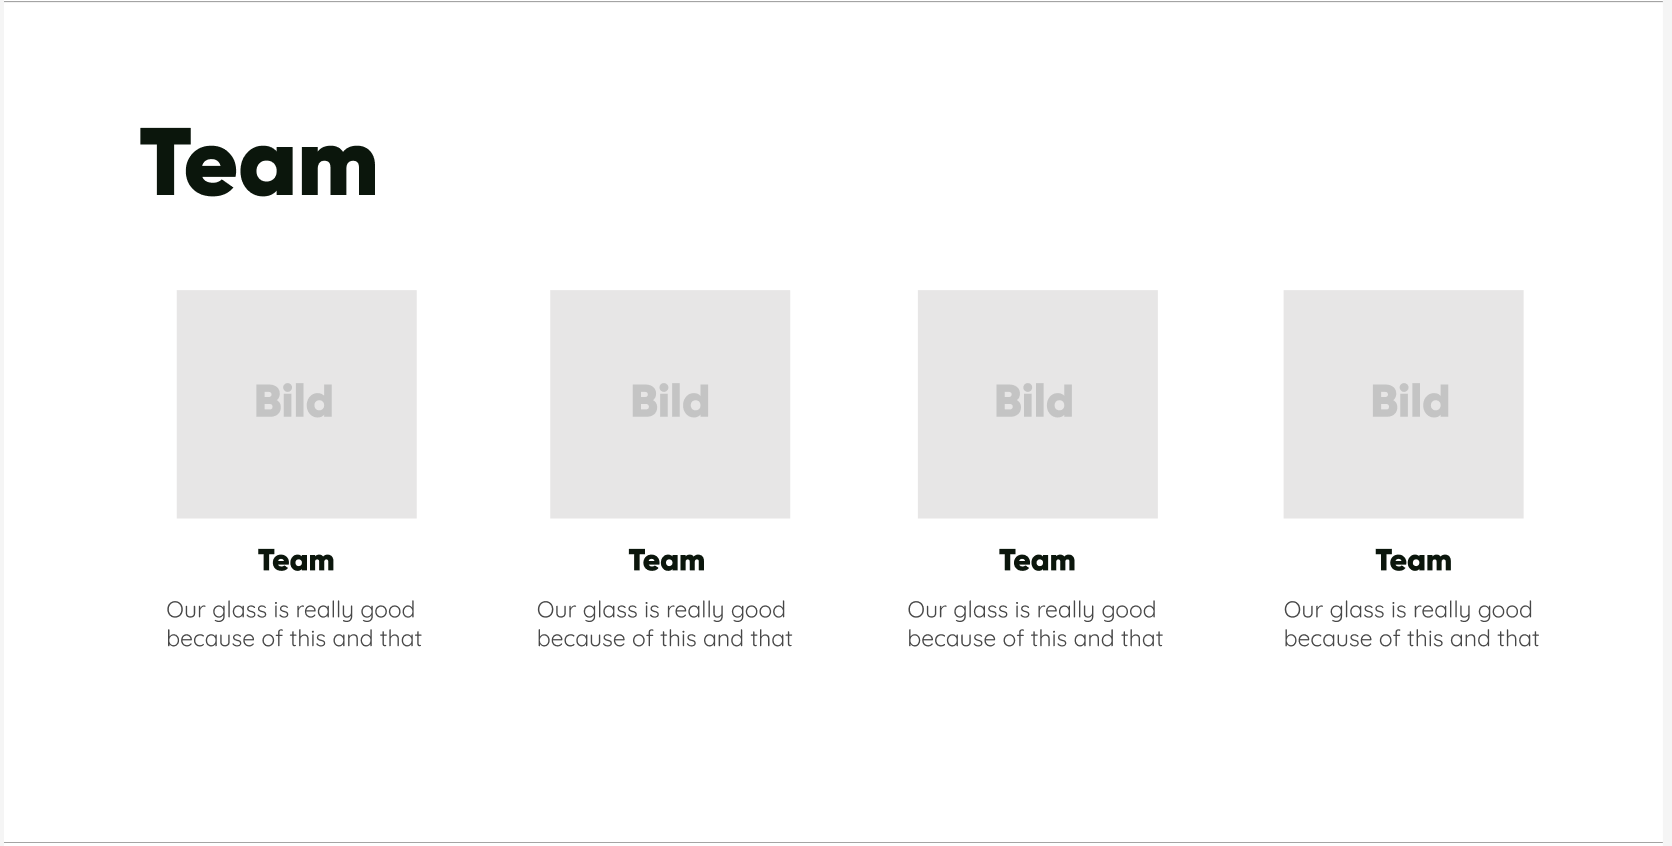 Team
Bild
Bild
Bild
Bild
Team
Team
Team
Team
Our glass is really good
because of this and that
Our glass is really good
because of this and that
Our glass is really good
because of this and that
Our glass is really good
because of this and that